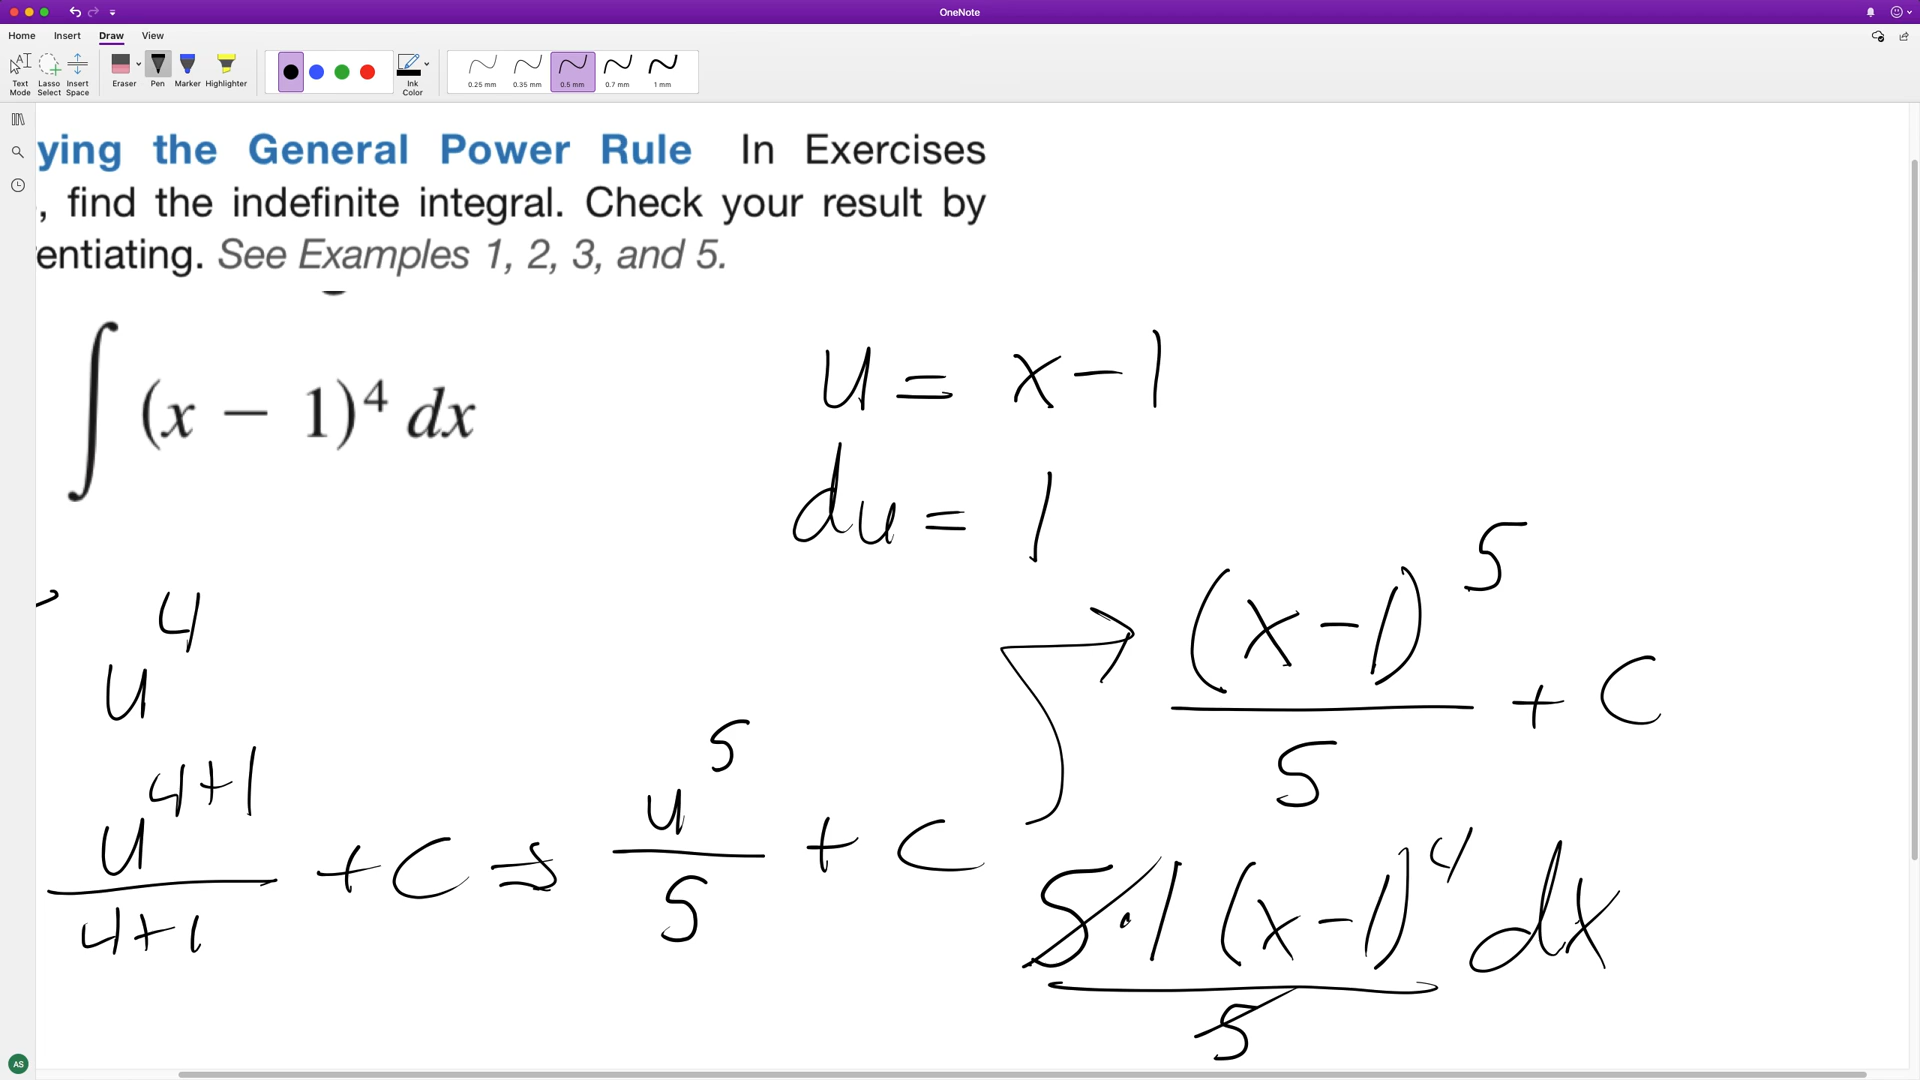 OneNote
Home Insert Draw View
Text Mode Lasso Select Insert Space Eraser Pen Marker Highlighter Ink Color 0.25 mm 0.35 mm 0.5 mm 0.7 mm 1 mm
ying the General Power Rule In Exercises
, find the indefinite integral. Check your result by
entiating. See Examples 1, 2, 3, and 5.
∫ (x − 1)⁴ dx
u = x − 1
du = 1
u⁴
(x − 1)⁵ / 5 + C
u⁴⁺¹ / 4+1 + C ⇒ u⁵ / 5 + C
5·1 (x − 1)⁴ / 5 dx
AS